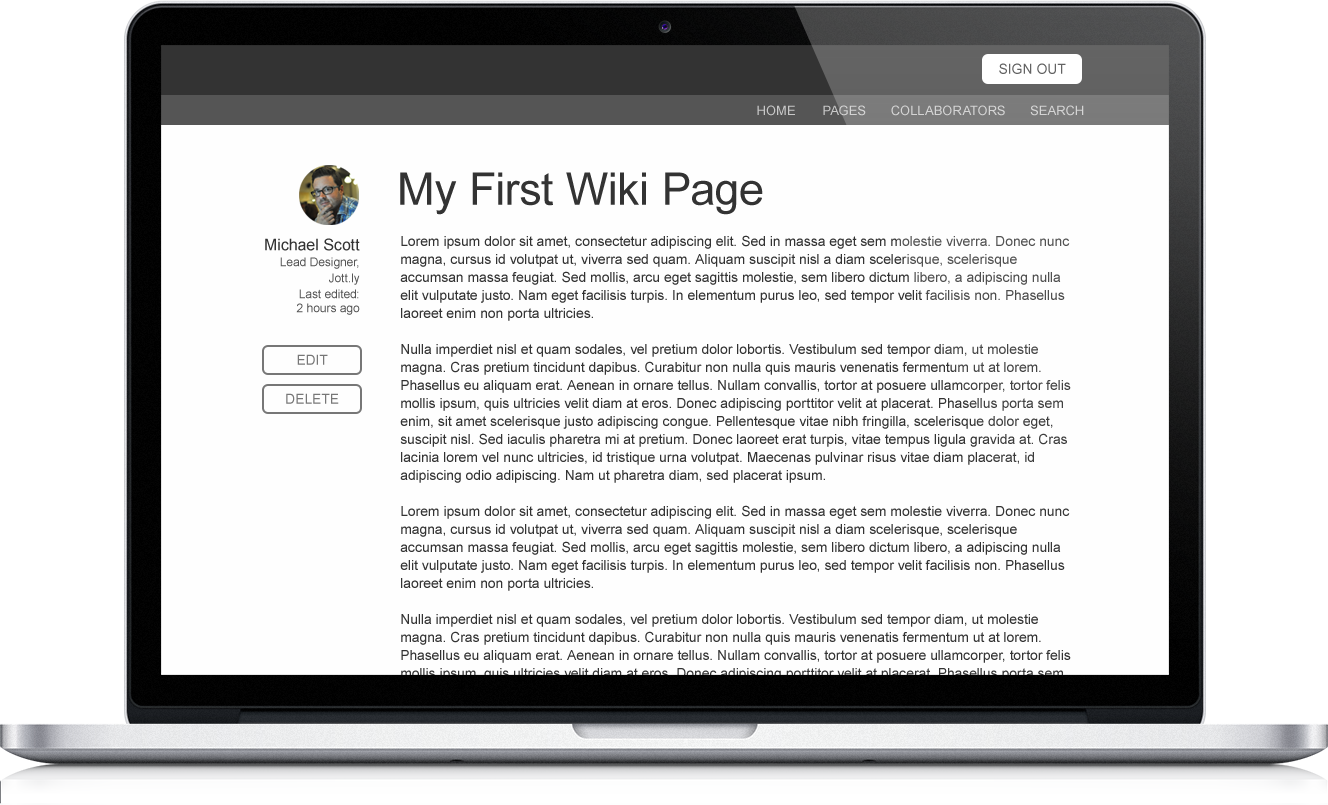 SIGN OUT
HOME PAGES COLLABORATORS SEARCH
Michael Scott
Lead Designer,
Jott.ly
Last edited:
2 hours ago
EDIT
DELETE
My First Wiki Page
Lorem ipsum dolor sit amet, consectetur adipiscing elit. Sed in massa eget sem molestie viverra. Donec nunc
magna, cursus id volutpat ut, viverra sed quam. Aliquam suscipit nisl a diam scelerisque, scelerisque
accumsan massa feugiat. Sed mollis, arcu eget sagittis molestie, sem libero dictum libero, a adipiscing nulla
elit vulputate justo. Nam eget facilisis turpis. In elementum purus leo, sed tempor velit facilisis non. Phasellus
laoreet enim non porta ultricies.
Nulla imperdiet nisl et quam sodales, vel pretium dolor lobortis. Vestibulum sed tempor diam, ut molestie
magna. Cras pretium tincidunt dapibus. Curabitur non nulla quis mauris venenatis fermentum ut at lorem.
Phasellus eu aliquam erat. Aenean in ornare tellus. Nullam convallis, tortor at posuere ullamcorper, tortor felis
mollis ipsum, quis ultricies velit diam at eros. Donec adipiscing porttitor velit at placerat. Phasellus porta sem
enim, sit amet scelerisque justo adipiscing congue. Pellentesque vitae nibh fringilla, scelerisque dolor eget,
suscipit nisl. Sed iaculis pharetra mi at pretium. Donec laoreet erat turpis, vitae tempus ligula gravida at. Cras
lacinia lorem vel nunc ultricies, id tristique urna volutpat. Maecenas pulvinar risus vitae diam placerat, id
adipiscing odio adipiscing. Nam ut pharetra diam, sed placerat ipsum.
Lorem ipsum dolor sit amet, consectetur adipiscing elit. Sed in massa eget sem molestie viverra. Donec nunc
magna, cursus id volutpat ut, viverra sed quam. Aliquam suscipit nisl a diam scelerisque, scelerisque
accumsan massa feugiat. Sed mollis, arcu eget sagittis molestie, sem libero dictum libero, a adipiscing nulla
elit vulputate justo. Nam eget facilisis turpis. In elementum purus leo, sed tempor velit facilisis non. Phasellus
laoreet enim non porta ultricies.
Nulla imperdiet nisl et quam sodales, vel pretium dolor lobortis. Vestibulum sed tempor diam, ut molestie
magna. Cras pretium tincidunt dapibus. Curabitur non nulla quis mauris venenatis fermentum ut at lorem.
Phasellus eu aliquam erat. Aenean in ornare tellus. Nullam convallis, tortor at posuere ullamcorper, tortor felis
mollis ipsum, quis ultricies velit diam at eros. Donec adipiscing porttitor velit at placerat. Phasellus porta sem